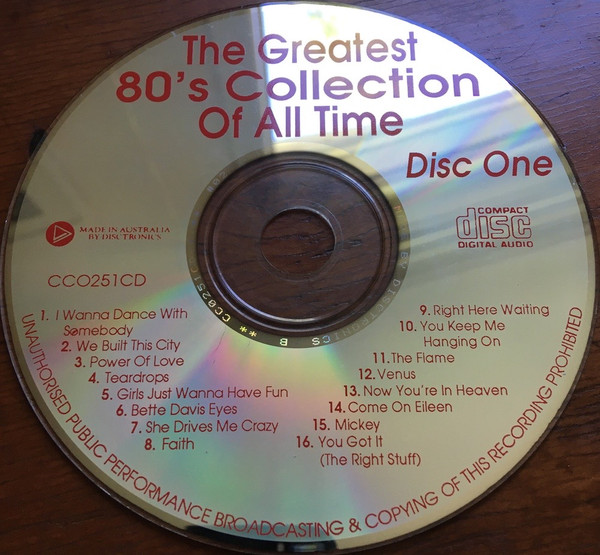 The Greatest
80's Collection
Of All Time
Disc One
MADE IN AUSTRALIA
BY DISCTRONICS
COMPACT
disc
DIGITAL AUDIO
CCO251CD
1. I Wanna Dance With
Somebody
2. We Built This City
3. Power Of Love
4. Teardrops
5. Girls Just Wanna Have Fun
6. Bette Davis Eyes
7. She Drives Me Crazy
8. Faith
9. Right Here Waiting
10. You Keep Me
Hanging On
11. The Flame
12. Venus
13. Now You're In Heaven
14. Come On Eileen
15. Mickey
16. You Got It
(The Right Stuff)
UNAUTHORISED PUBLIC PERFORMANCE BROADCASTING & COPYING OF THIS RECORDING PROHIBITED